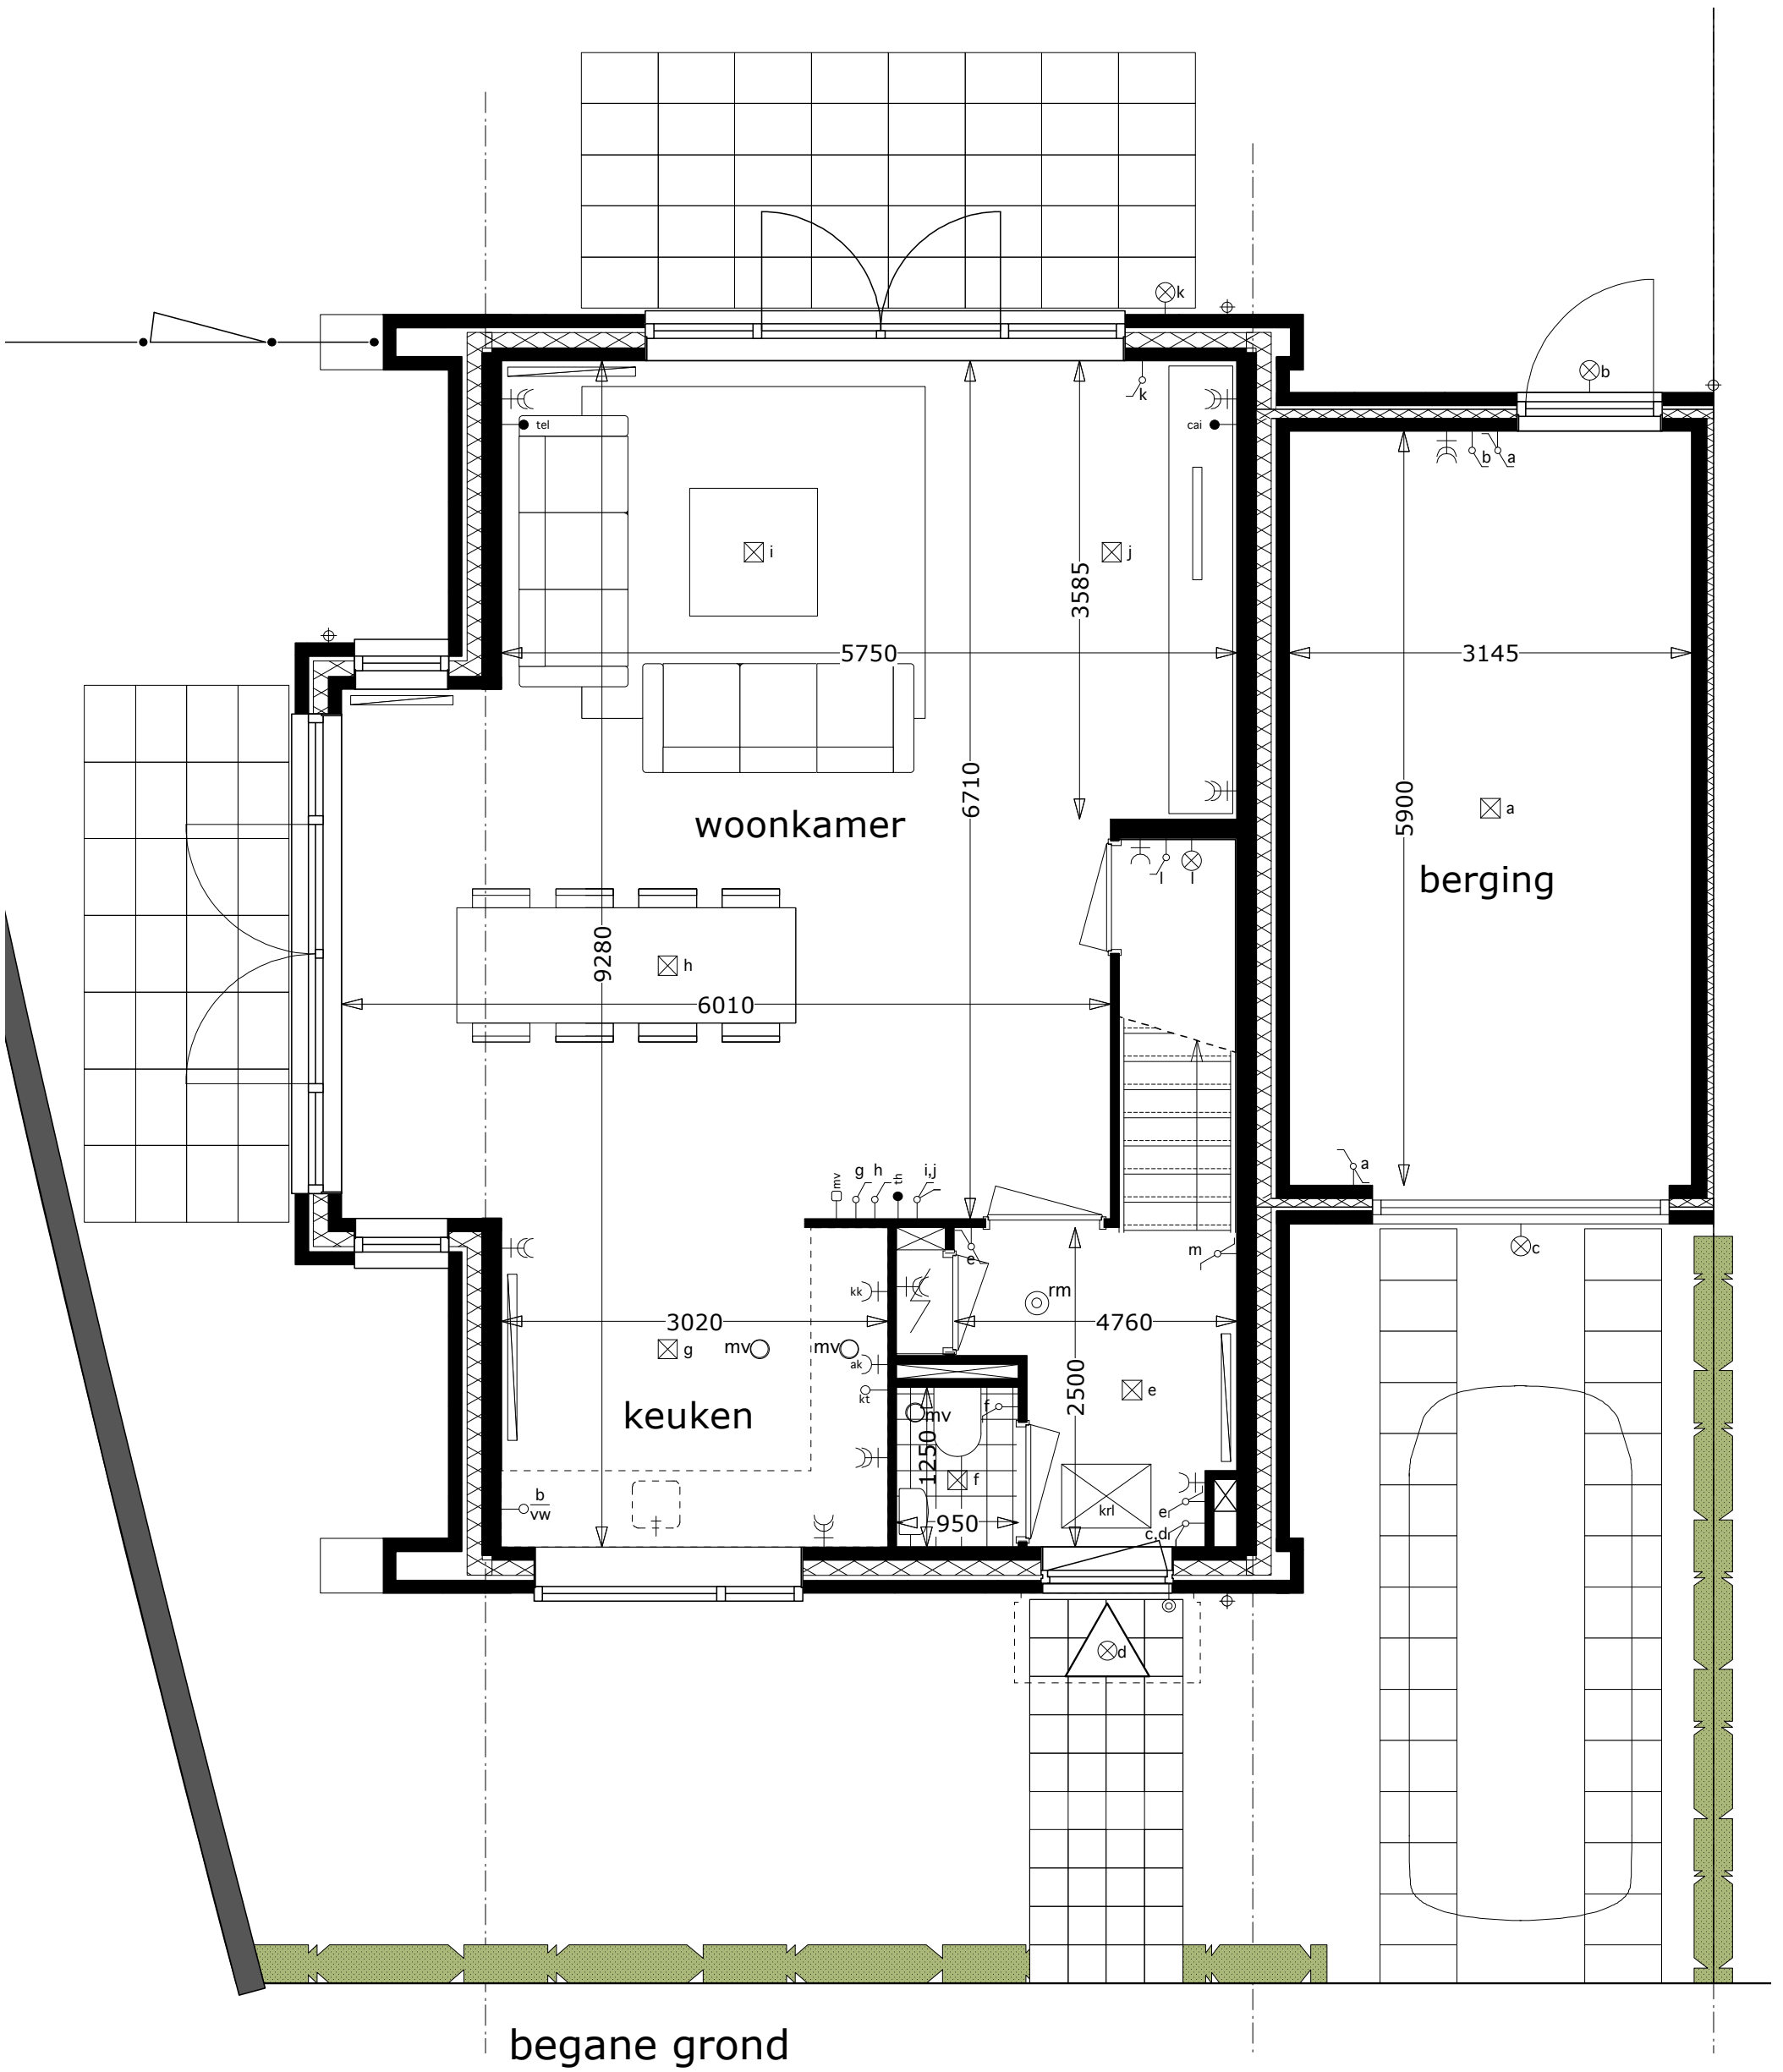 k
b
k
tel
cai
b
a
i
j
3585
5750
3145
6710
5900
woonkamer
a
berging
l
l
9280
h
6010
mv
g
h
th
i,j
a
e
m
c
kk
rm
3020
4760
g
mv
mv
ak
2500
e
kt
f
mv
keuken
1250
f
b
vw
krl
e
950
c,d
d
begane grond